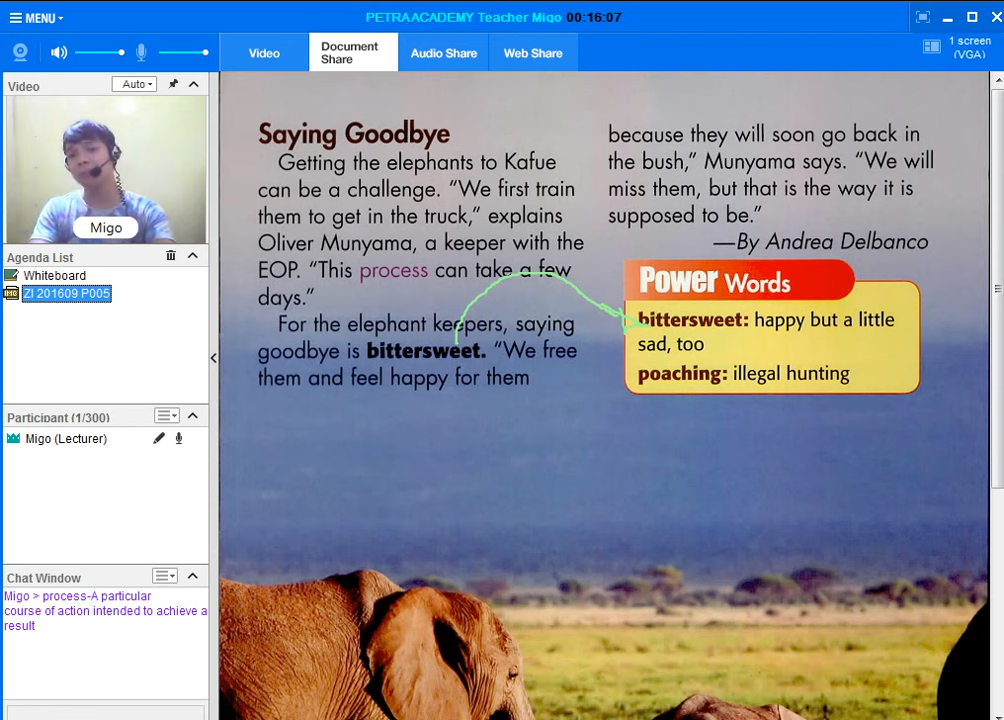 MENU
PETRA ACADEMY Teacher Migo 00:16:07
Video
Document
Share
Audio Share
Web Share
1 screen
(VGA)
Video
Auto
Migo
Agenda List
Whiteboard
ZI 201609 P005
Participant (1/300)
Migo (Lecturer)
Chat Window
Migo > process-A particular
course of action intended to achieve a
result
Saying Goodbye
Getting the elephants to Kafue
can be a challenge. “We first train
them to get in the truck,” explains
Oliver Munyama, a keeper with the
EOP. “This process can take a few
days.”
For the elephant keepers, saying
goodbye is bittersweet. “We free
them and feel happy for them
because they will soon go back in
the bush,” Munyama says. “We will
miss them, but that is the way it is
supposed to be.”
—By Andrea Delbanco
Power Words
bittersweet: happy but a little
sad, too
poaching: illegal hunting